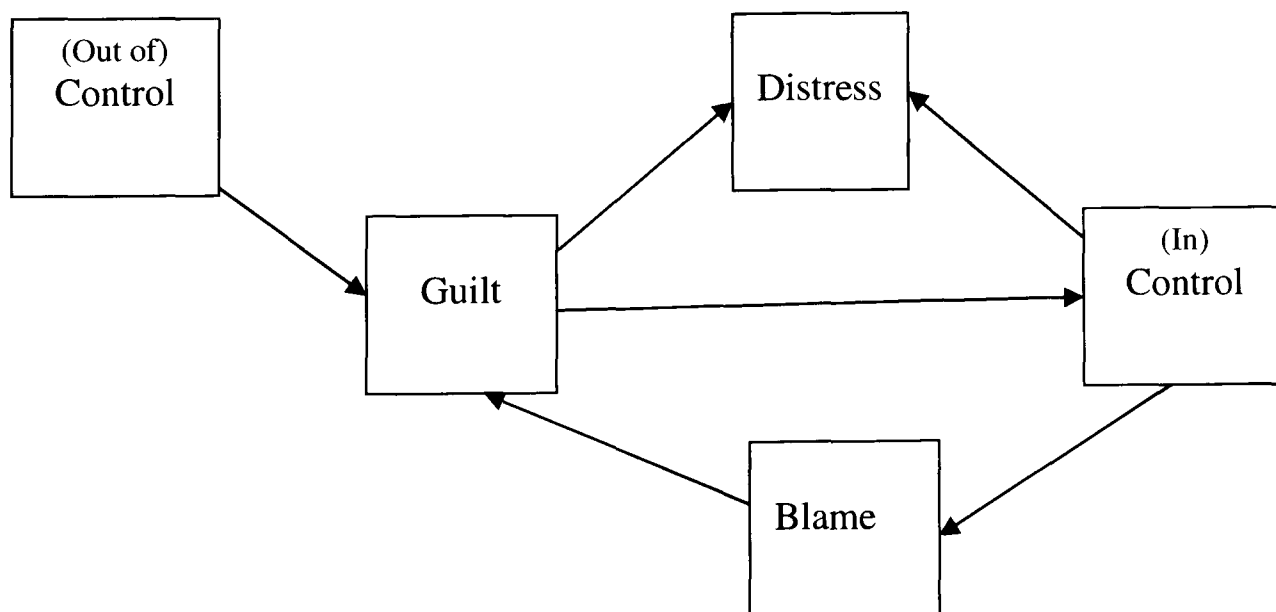 (Out of)
Control
Distress
Guilt
(In)
Control
Blame